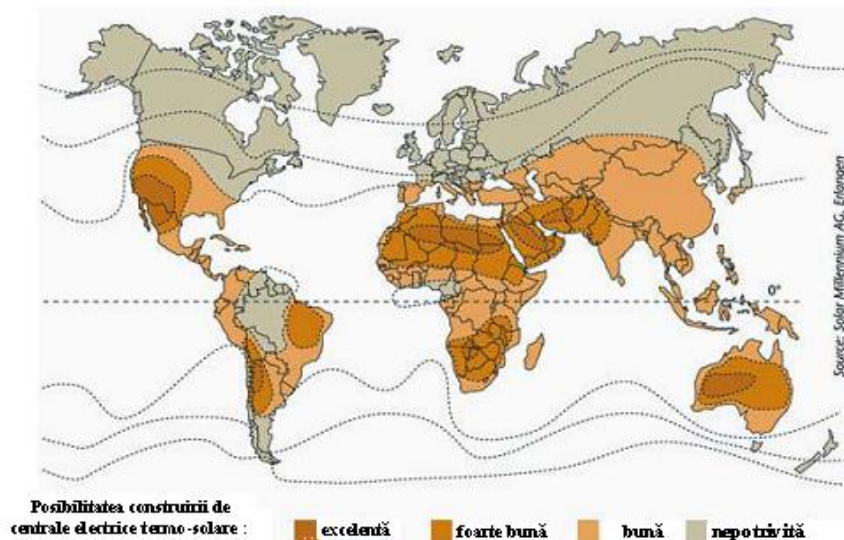 0°
Source: Solar Millennium AG, Erlangen
Posibilitatea construirii de
centrale electrice termo-solare :
excelentă
foarte bună
bună
nepotrivită